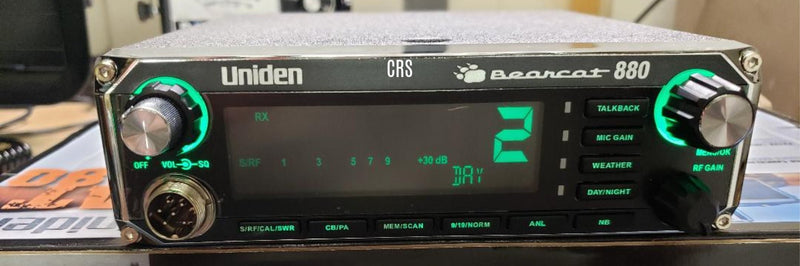 Uniden
CRS
Bearcat 880
RX
2
S/RF 1 3 5 7 9 +30 dB
DAY
TALKBACK
MIC GAIN
WEATHER
DAY/NIGHT
OFF VOL SQ
MEMO/OK
RF GAIN
S/RF/CAL/SWR CB/PA MEM/SCAN 9/19/NORM ANL NB